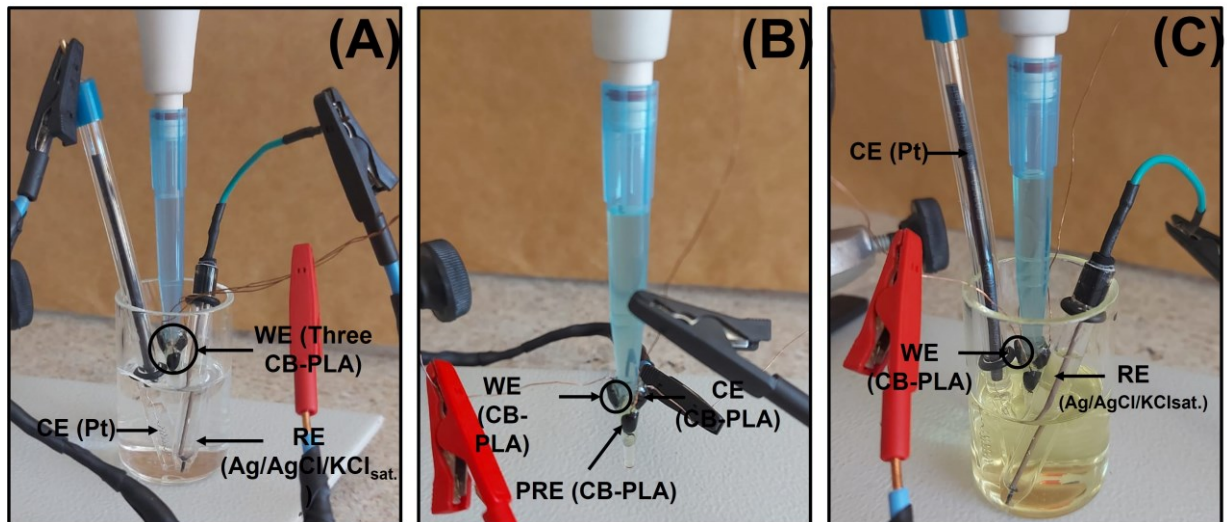 (A)
WE (Three
CB-PLA)
CE (Pt)
RE
(Ag/AgCl/KCl_sat.
(B)
WE
(CB-
PLA)
CE
(CB-PLA)
PRE (CB-PLA)
(C)
CE (Pt)
WE
(CB-PLA)
RE
(Ag/AgCl/KClsat.)